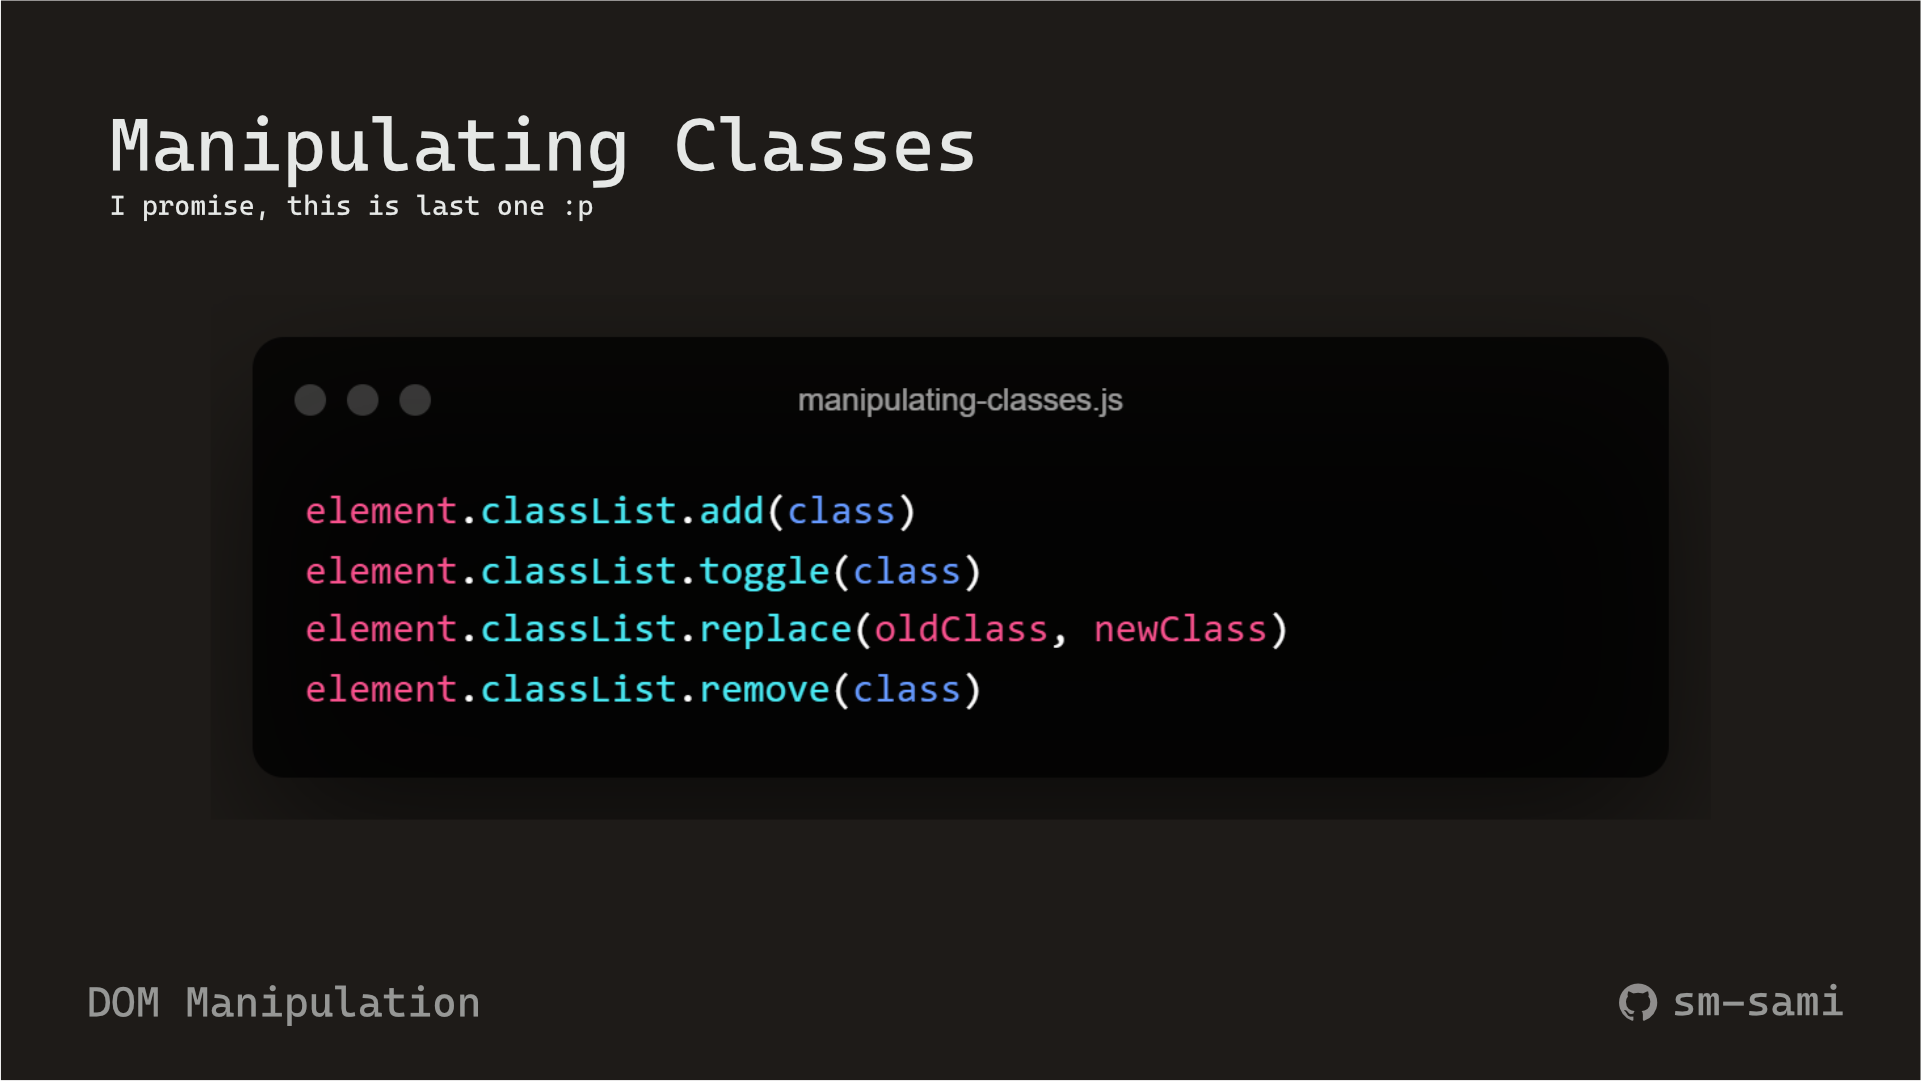 Manipulating Classes
I promise, this is last one :p
manipulating-classes.js
element.classList.add(class)
element.classList.toggle(class)
element.classList.replace(oldClass, newClass)
element.classList.remove(class)
DOM Manipulation
sm-sami